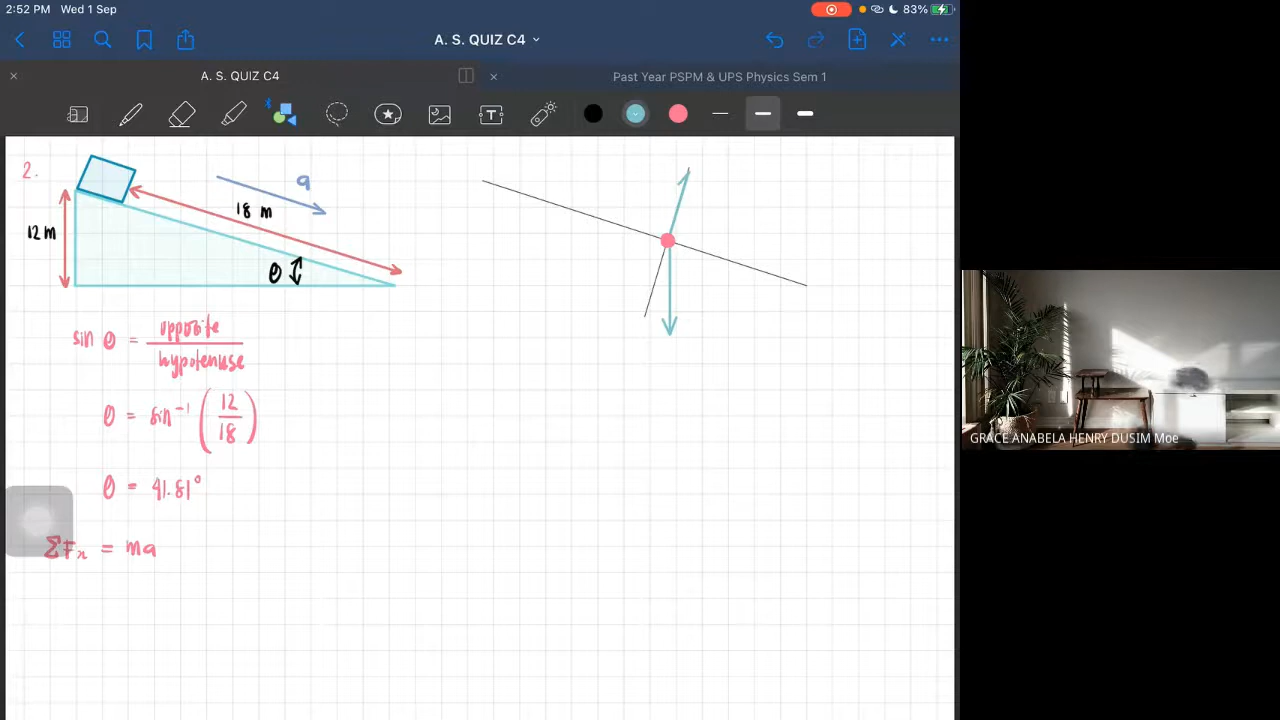 2:52 PM Wed 1 Sep
83%
A. S. QUIZ C4
A. S. QUIZ C4
Past Year PSPM & UPS Physics Sem 1
T
2.
a
18 m
12 m
θ
sin θ = opposite / hypotenuse
θ = sin⁻¹ (12/18)
θ = 41.81°
ΣFx = ma
GRACE ANABELA HENRY DUSIM Moe